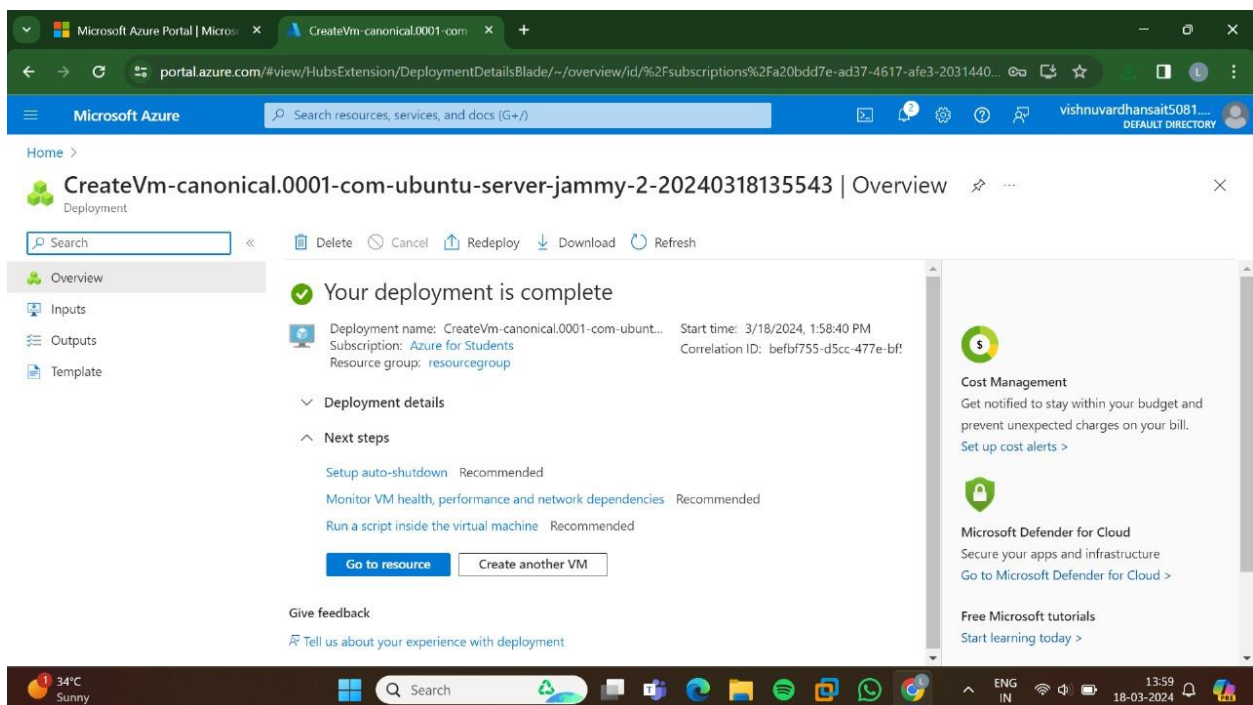 Microsoft Azure Portal | Micros
CreateVm-canonical.0001-com
portal.azure.com/#view/HubsExtension/DeploymentDetailsBlade/~/overview/id/%2Fsubscriptions%2Fa20bdd7e-ad37-4617-afe3-2031440...
L
Microsoft Azure
Search resources, services, and docs (G+/)
2
vishnuvardhansait5081....
DEFAULT DIRECTORY
Home >
CreateVm-canonical.0001-com-ubuntu-server-jammy-2-20240318135543 | Overview
Deployment
Search
Delete
Cancel
Redeploy
Download
Refresh
Overview
Inputs
Outputs
Template
Your deployment is complete
Deployment name: CreateVm-canonical.0001-com-ubunt...
Subscription: Azure for Students
Resource group: resourcegroup
Start time: 3/18/2024, 1:58:40 PM
Correlation ID: befbf755-d5cc-477e-bf!
Deployment details
Next steps
Setup auto-shutdown Recommended
Monitor VM health, performance and network dependencies Recommended
Run a script inside the virtual machine Recommended
Go to resource
Create another VM
Give feedback
Tell us about your experience with deployment
$
Cost Management
Get notified to stay within your budget and
prevent unexpected charges on your bill.
Set up cost alerts >
Microsoft Defender for Cloud
Secure your apps and infrastructure
Go to Microsoft Defender for Cloud >
Free Microsoft tutorials
Start learning today >
1
34°C
Sunny
Search
L
ENG
IN
13:59
18-03-2024
PRE